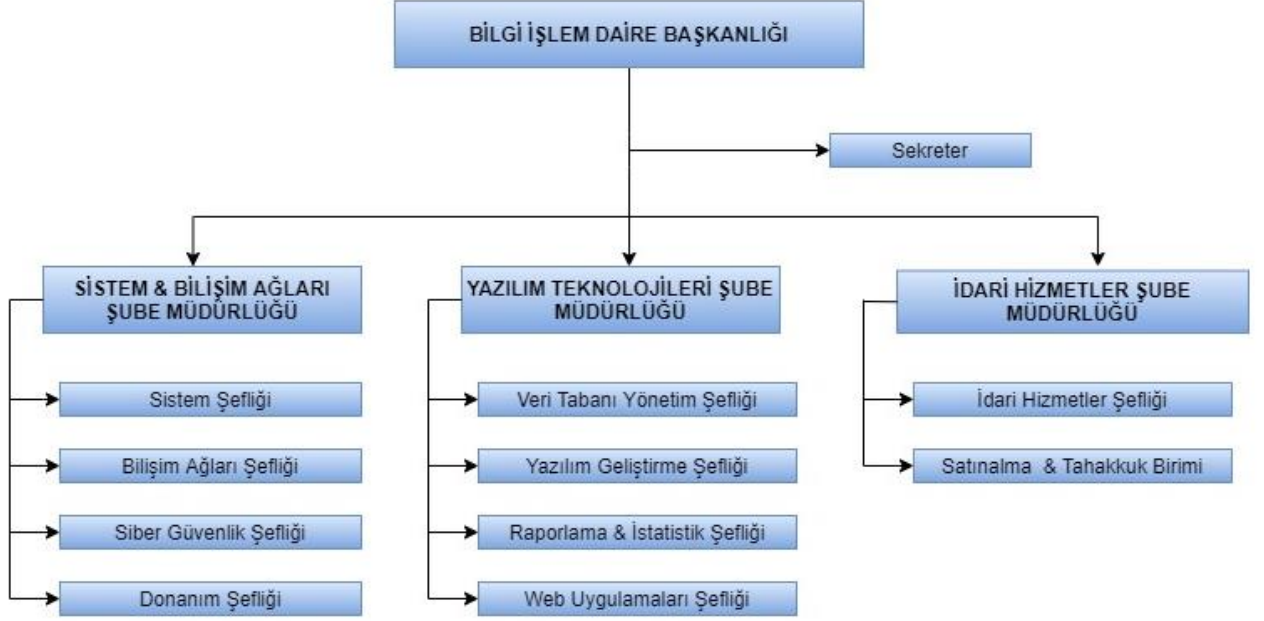 BİLGİ İŞLEM DAİRE BAŞKANLIĞI
Sekreter
SİSTEM & BİLİŞİM AĞLARI
ŞUBE MÜDÜRLÜĞÜ
Sistem Şefliği
Bilişim Ağları Şefliği
Siber Güvenlik Şefliği
Donanım Şefliği
YAZILIM TEKNOLOJİLERİ ŞUBE
MÜDÜRLÜĞÜ
Veri Tabanı Yönetim Şefliği
Yazılım Geliştirme Şefliği
Raporlama & İstatistik Şefliği
Web Uygulamaları Şefliği
İDARİ HİZMETLER ŞUBE
MÜDÜRLÜĞÜ
İdari Hizmetler Şefliği
Satınalma & Tahakkuk Birimi